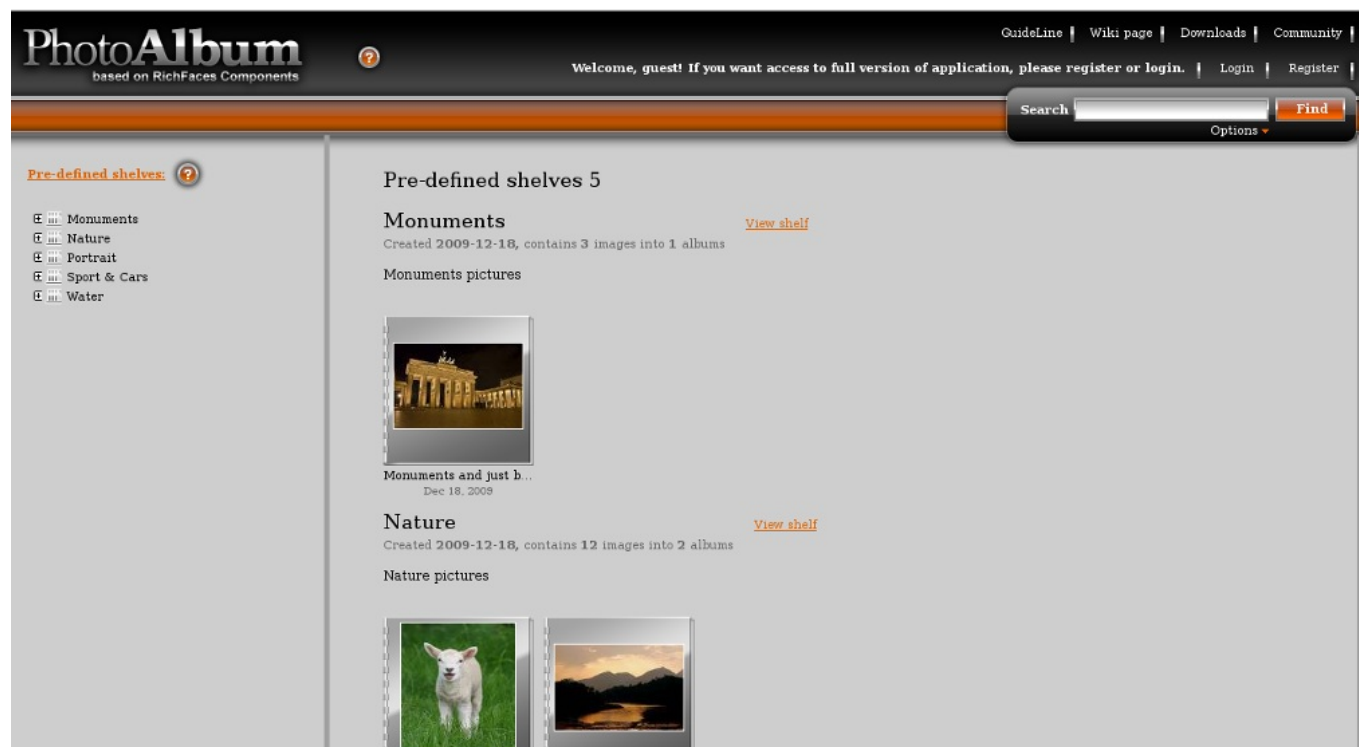 PhotoAlbum
based on RichFaces Components
GuideLine Wiki page Downloads Community
Welcome, guest! If you want access to full version of application, please register or login. Login Register
Search Find
Options
Pre-defined shelves:
Monuments
Nature
Portrait
Sport & Cars
Water
Pre-defined shelves 5
Monuments View shelf
Created 2009-12-18, contains 3 images into 1 albums
Monuments pictures
Monuments and just b...
Dec 18, 2009
Nature View shelf
Created 2009-12-18, contains 12 images into 2 albums
Nature pictures